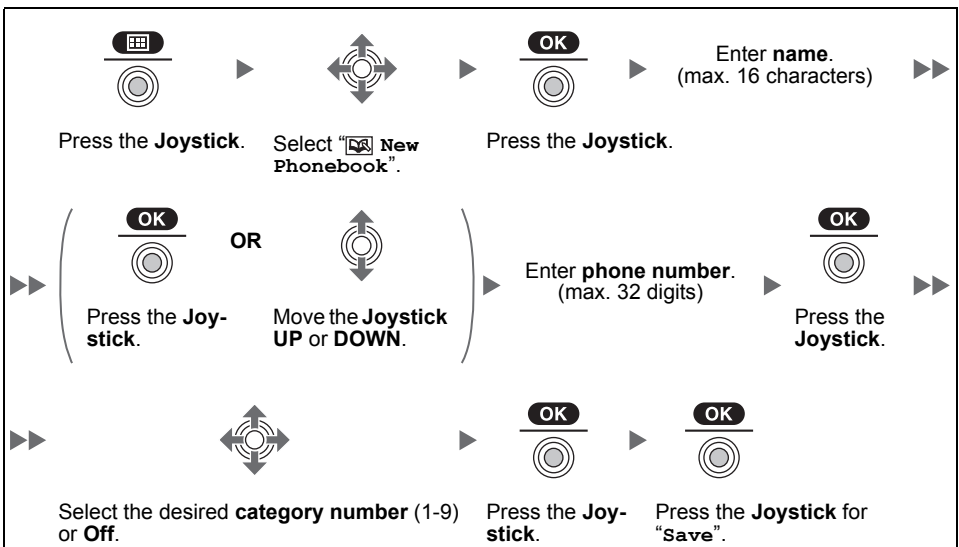 OK
Enter name.
(max. 16 characters)
Press the Joystick.
Select “ New
Phonebook”.
Press the Joystick.
OK
OR
Enter phone number.
(max. 32 digits)
OK
Press the Joy-
stick.
Move the Joystick
UP or DOWN.
Press the
Joystick.
OK
OK
Select the desired category number (1-9)
or Off.
Press the Joy-
stick.
Press the Joystick for
“Save”.